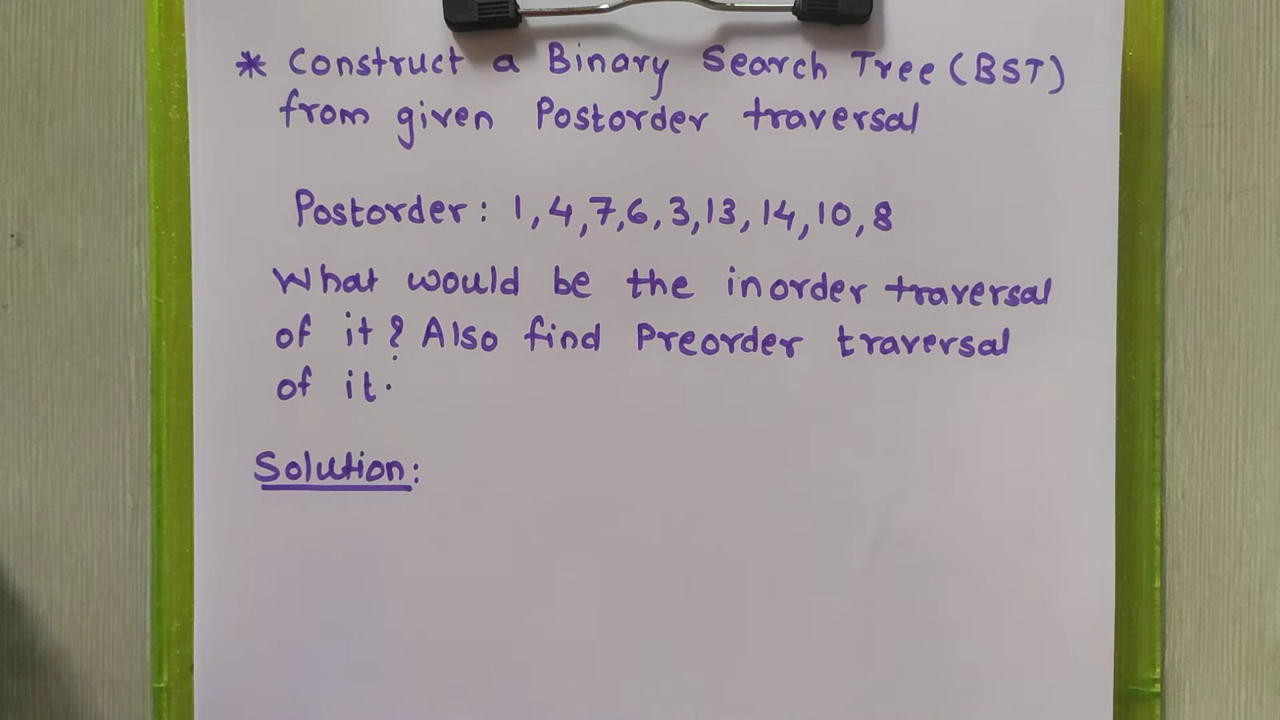 * Construct a Binary Search Tree (BST)
from given Postorder traversal
Postorder: 1, 4, 7, 6, 3, 13, 14, 10, 8
What would be the inorder traversal
of it? Also find Preorder traversal
of it.
Solution: